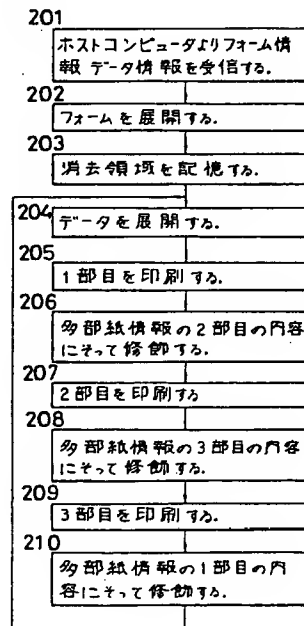 201
ホストコンピュータよりフォーム情
報 データ情報を受信する.
202
フォームを展開する.
203
消去領域を記憶する.
204
データを展開する.
205
1部目を印刷する.
206
多部紙情報の2部目の内容
にそって修飾する.
207
2部目を印刷する
208
多部紙情報の3部目の内容
にそって修飾する.
209
3部目を印刷する.
210
多部紙情報の1部目の内
容にそって修飾する.